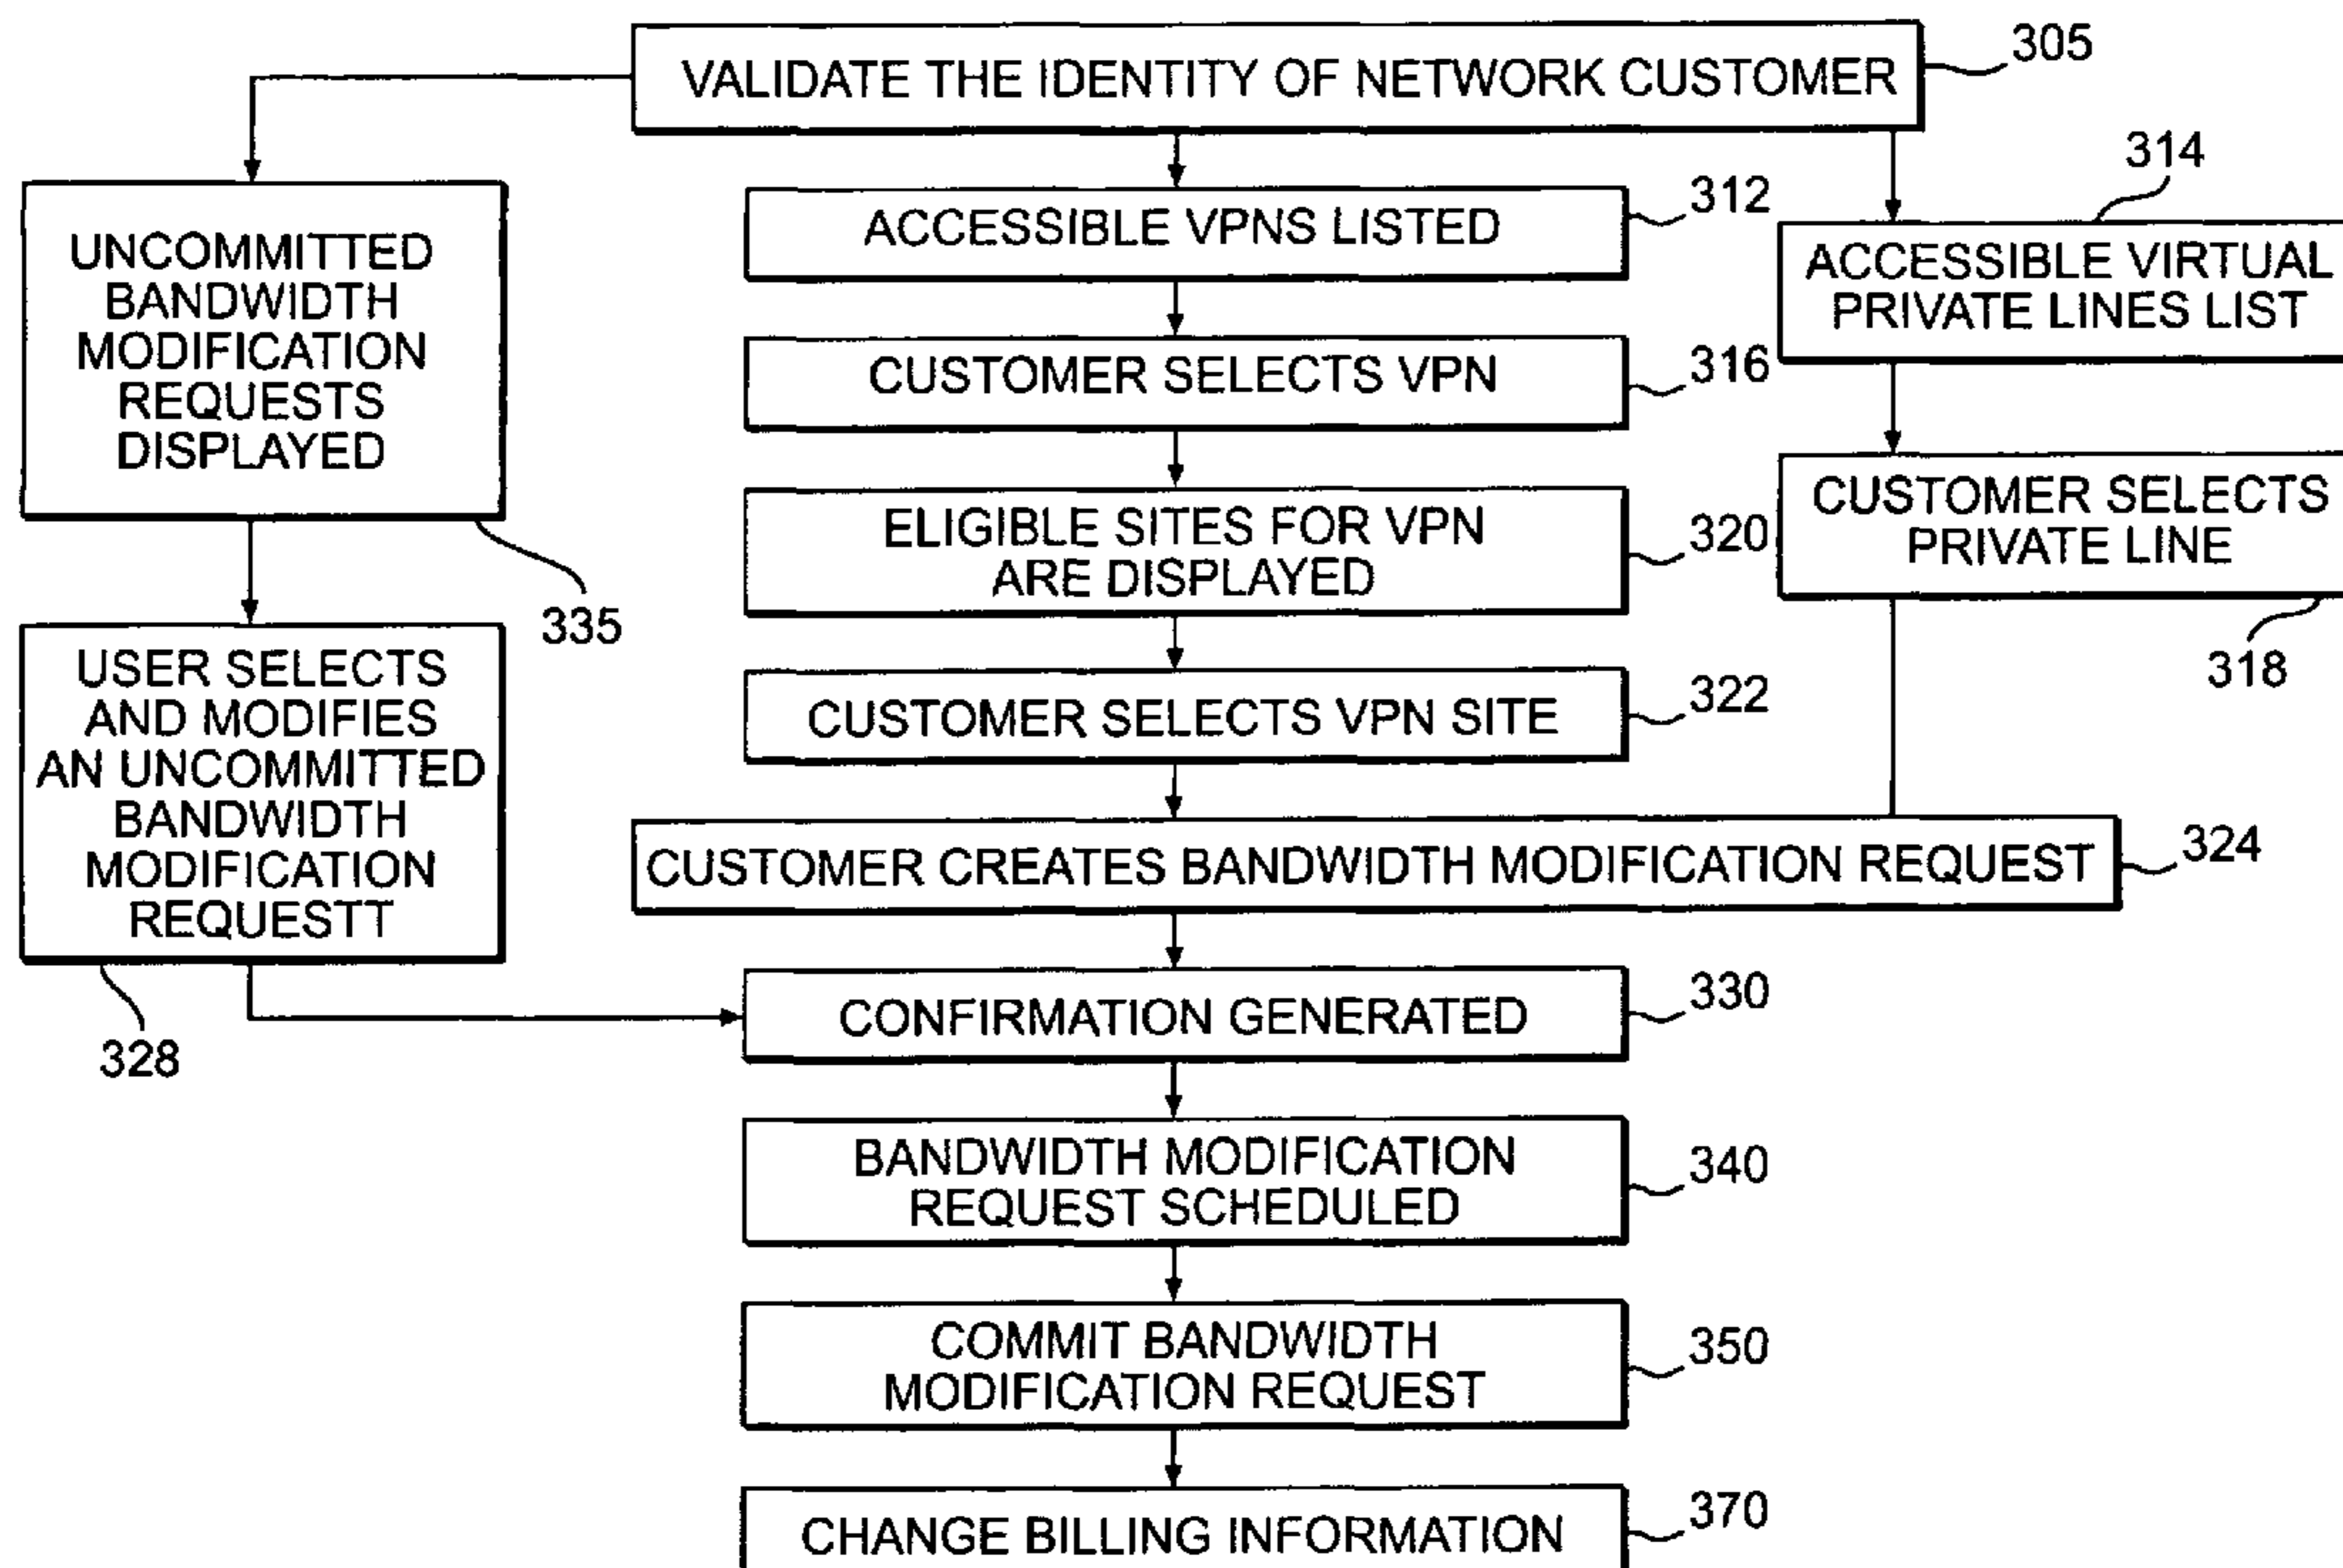 VALIDATE THE IDENTITY OF NETWORK CUSTOMER
305
UNCOMMITTED
BANDWIDTH
MODIFICATION
REQUESTS
DISPLAYED
335
USER SELECTS
AND MODIFIES
AN UNCOMMITTED
BANDWIDTH
MODIFICATION
REQUESTT
328
ACCESSIBLE VPNS LISTED
312
CUSTOMER SELECTS VPN
316
ELIGIBLE SITES FOR VPN
ARE DISPLAYED
320
CUSTOMER SELECTS VPN SITE
322
314
ACCESSIBLE VIRTUAL
PRIVATE LINES LIST
CUSTOMER SELECTS
PRIVATE LINE
318
CUSTOMER CREATES BANDWIDTH MODIFICATION REQUEST
324
CONFIRMATION GENERATED
330
BANDWIDTH MODIFICATION
REQUEST SCHEDULED
340
COMMIT BANDWIDTH
MODIFICATION REQUEST
350
CHANGE BILLING INFORMATION
370